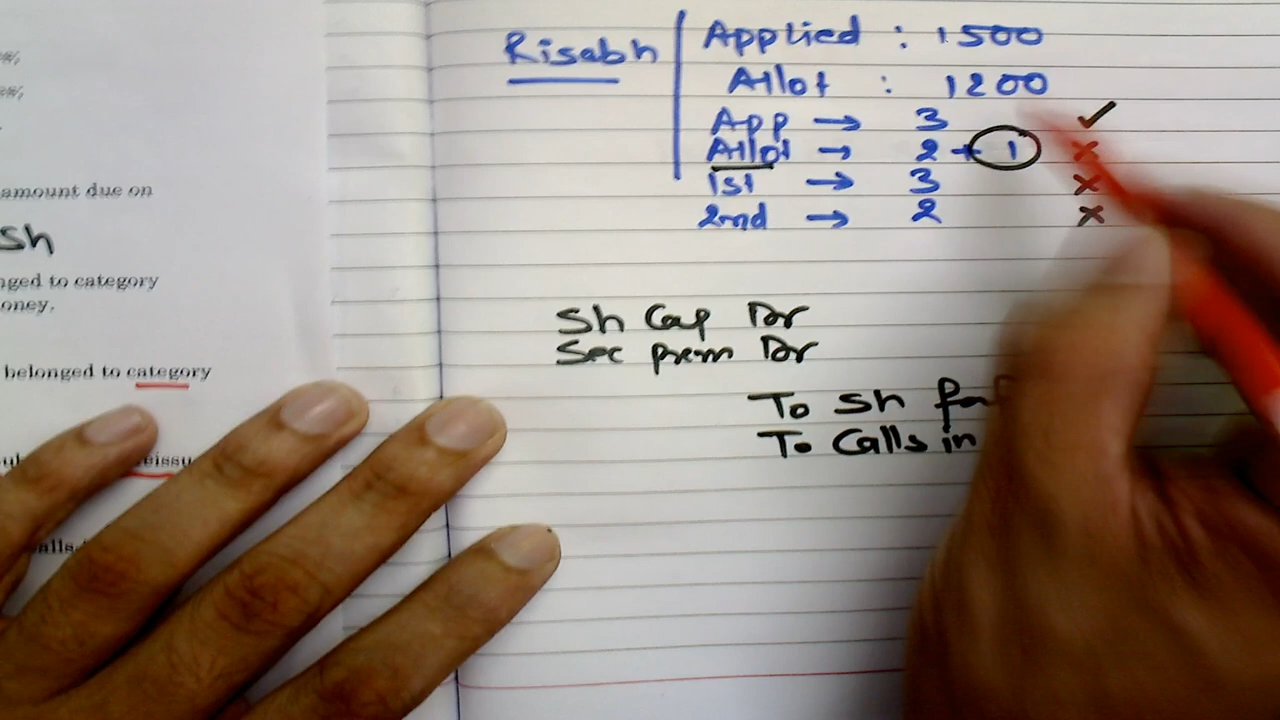 amount due on
sh
nged to category
oney.
belonged to category
Risabh
Applied : 1500
Allot : 1200
App → 3 ✓
Allot → 2 + 1 ×
1st → 3 ×
2nd → 2 ×
Sh Cap Dr
Sec prem Dr
To Sh
To Calls in